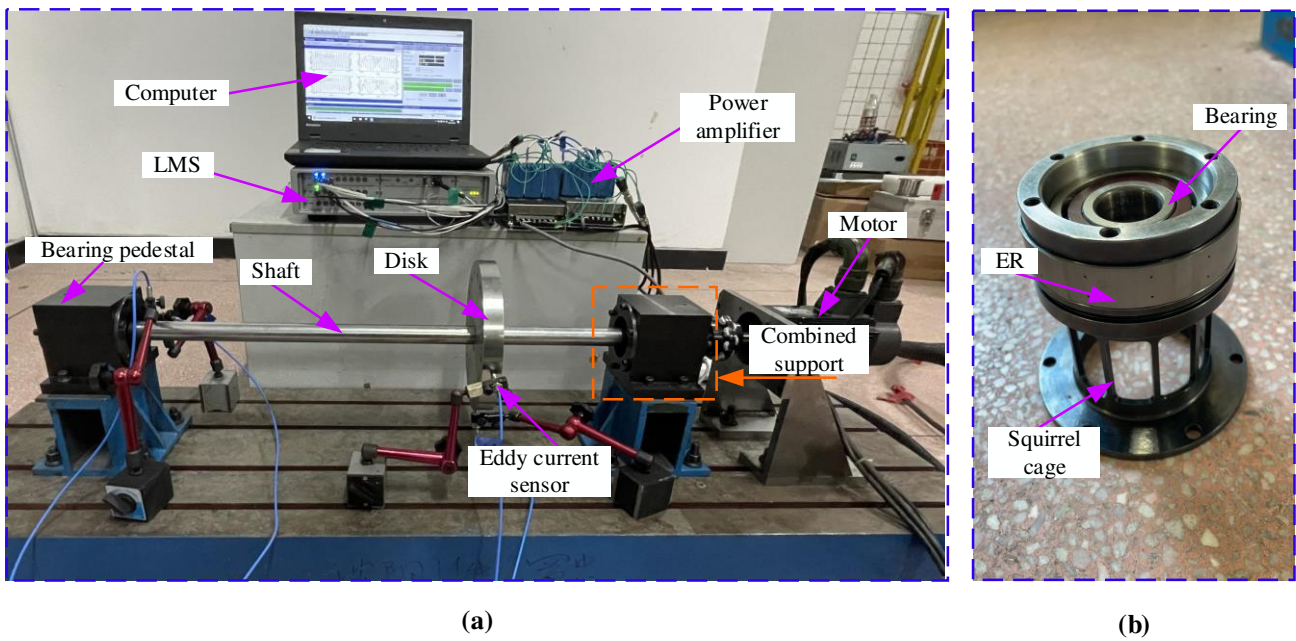 Computer
LMS
Power
amplifier
Bearing pedestal
Shaft
Disk
Motor
Combined
support
Eddy current
sensor
(a)
Bearing
ER
Squirrel
cage
(b)